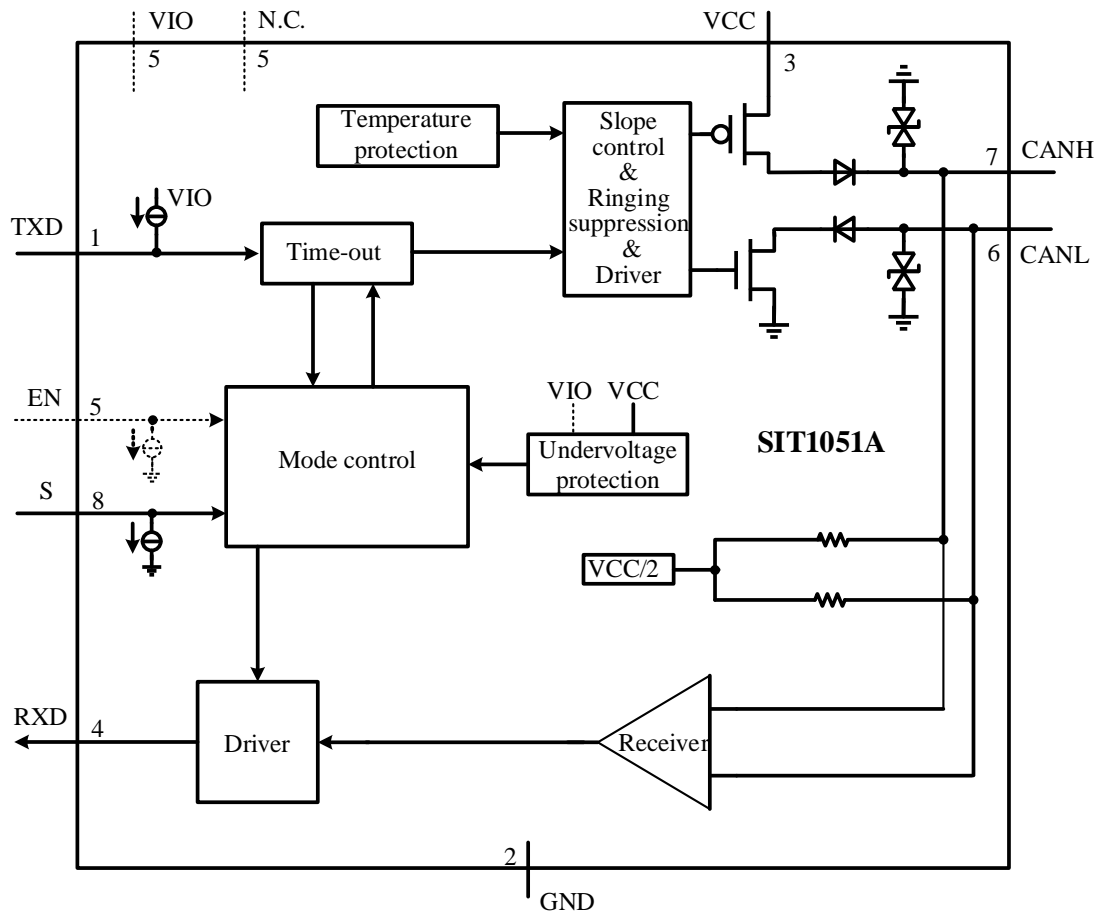 VIO
N.C.
VCC
5
5
3
Temperature
protection
Slope
control
&
Ringing
suppression
&
Driver
7
CANH
VIO
TXD
1
Time-out
6
CANL
EN
5
VIO
VCC
Mode control
Undervoltage
protection
SIT1051A
S
8
VCC/2
RXD
4
Driver
Receiver
2
GND